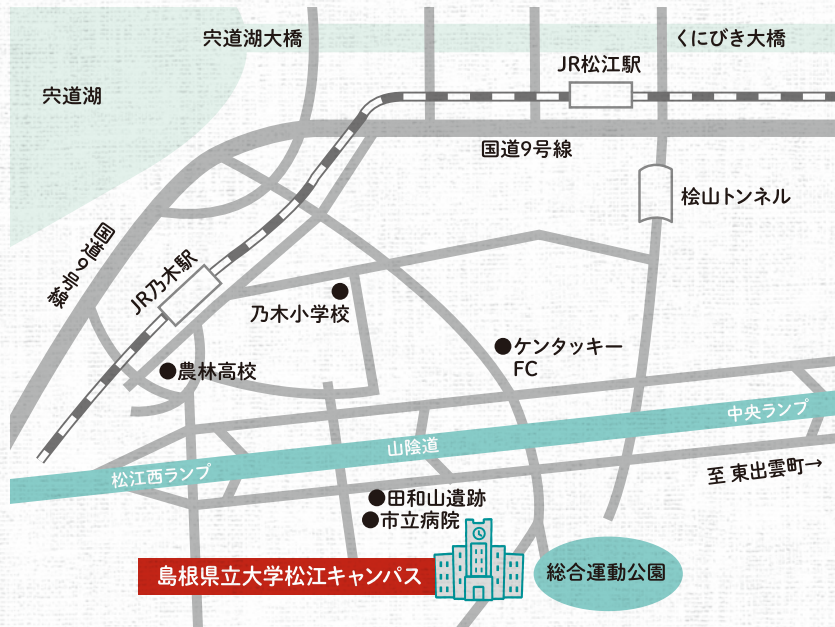 宍道湖大橋
くにびき大橋
JR松江駅
宍道湖
国道9号線
桧山トンネル
国道9号線
JR乃木駅
乃木小学校
ケンタッキー
FC
農林高校
中央ランプ
山陰道
松江西ランプ
至 東出雲町→
田和山遺跡
市立病院
島根県立大学松江キャンパス
総合運動公園